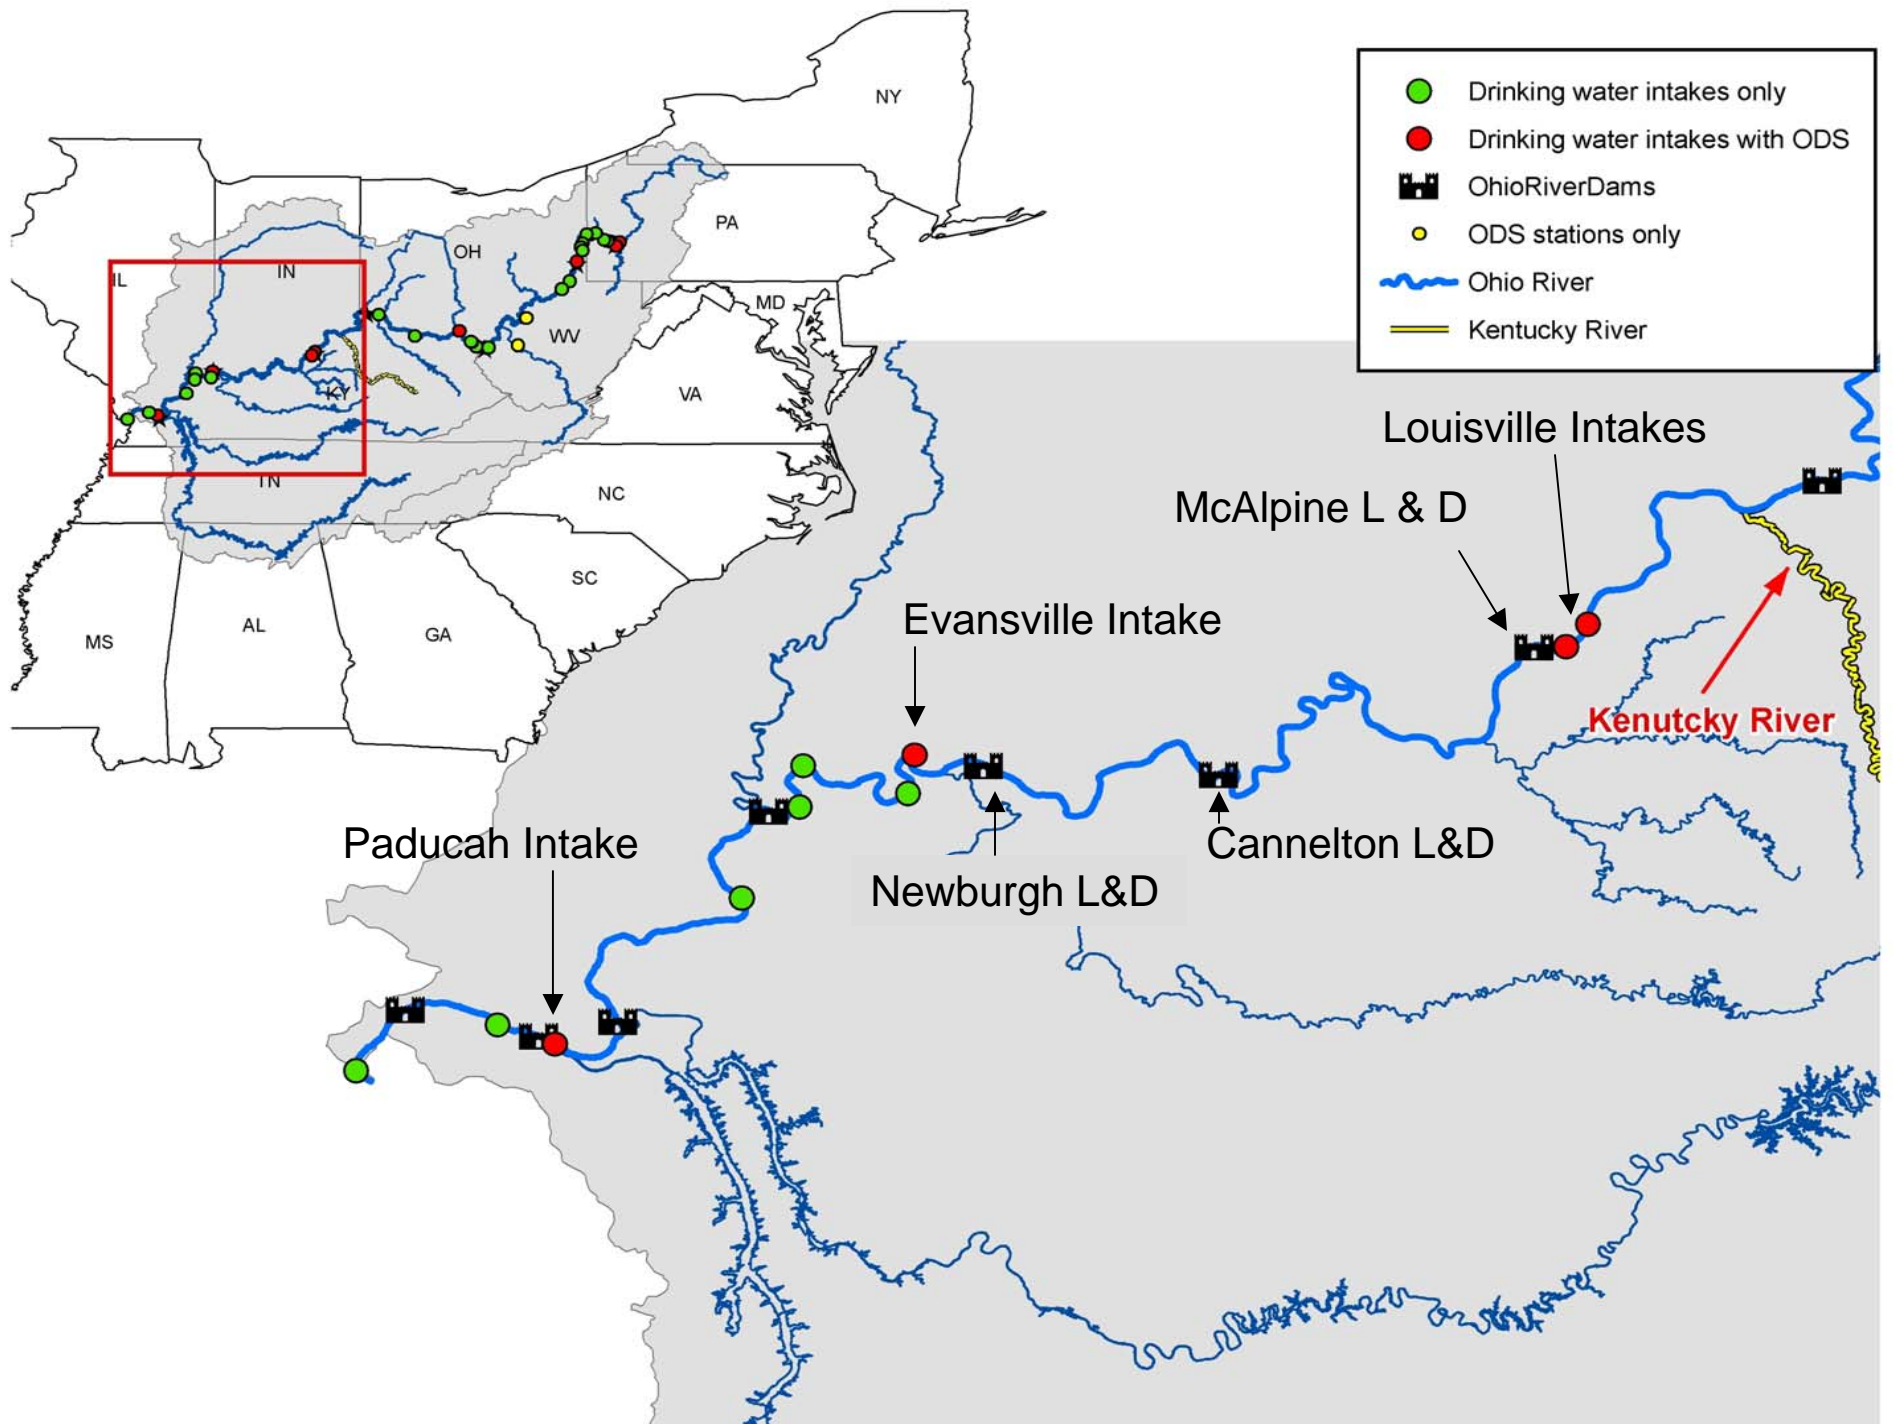 NY
PA
OH
IN
IL
MD
WV
VA
KY
TN
NC
SC
MS
AL
GA
Drinking water intakes only
Drinking water intakes with ODS
OhioRiverDams
ODS stations only
Ohio River
Kentucky River
Louisville Intakes
McAlpine L & D
Evansville Intake
Kenutcky River
Paducah Intake
Cannelton L&D
Newburgh L&D